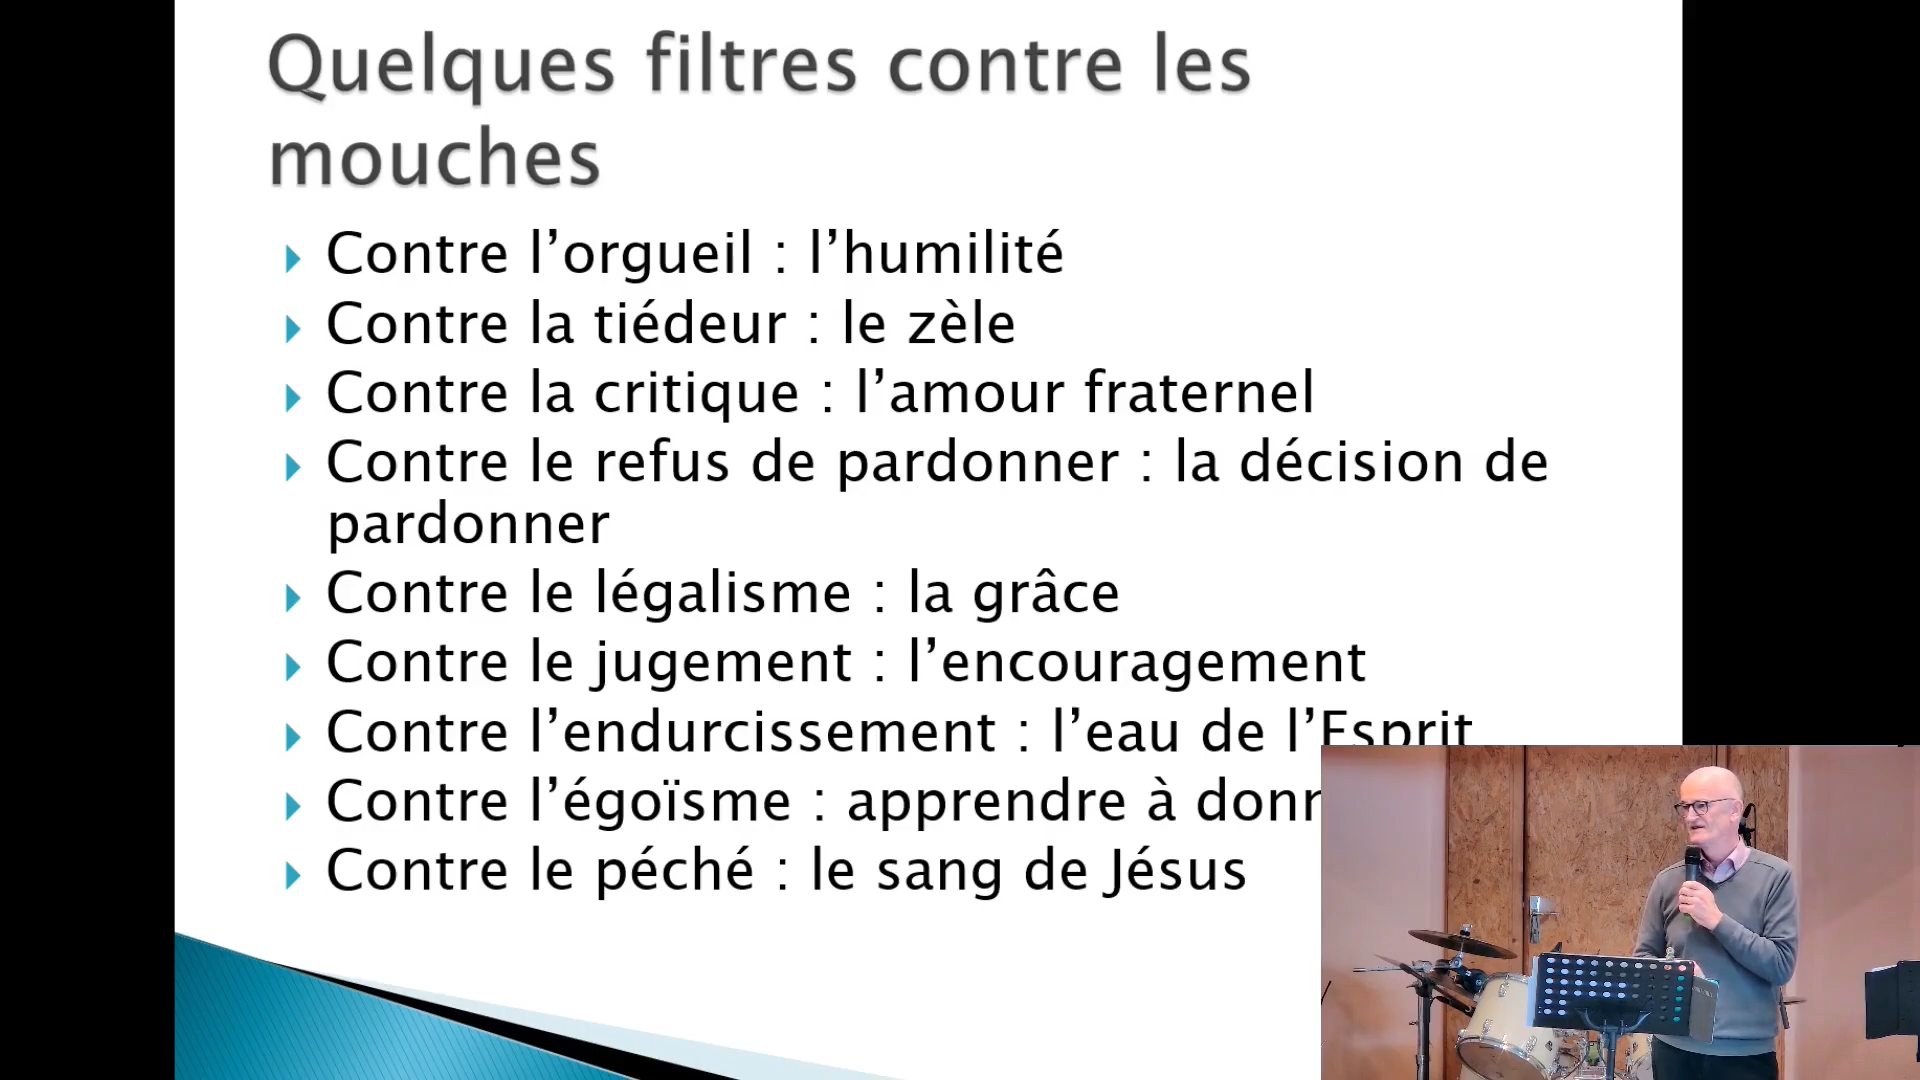 Quelques filtres contre les
mouches
Contre l’orgueil : l’humilité
Contre la tiédeur : le zèle
Contre la critique : l’amour fraternel
Contre le refus de pardonner : la décision de
pardonner
Contre le légalisme : la grâce
Contre le jugement : l’encouragement
Contre l’endurcissement : l’eau de l’Esprit
Contre l’égoïsme : apprendre à
Contre le péché : le sang de Jésus